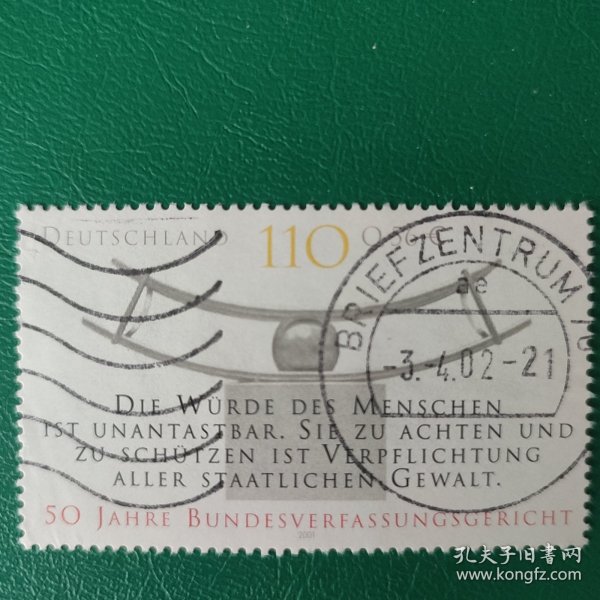 DEUTSCHLAND 110 0,56 €
BRIEFZENTRUM
ae
-3.-4.02-21
DIE WÜRDE DES MENSCHEN
IST UNANTASTBAR. SIE ZU ACHTEN UND
ZU SCHÜTZEN IST VERPFLICHTUNG
ALLER STAATLICHEN GEWALT.
50 JAHRE BUNDESVERFASSUNGSGERICHT
2001
孔夫子旧书网
www.kongfz.com